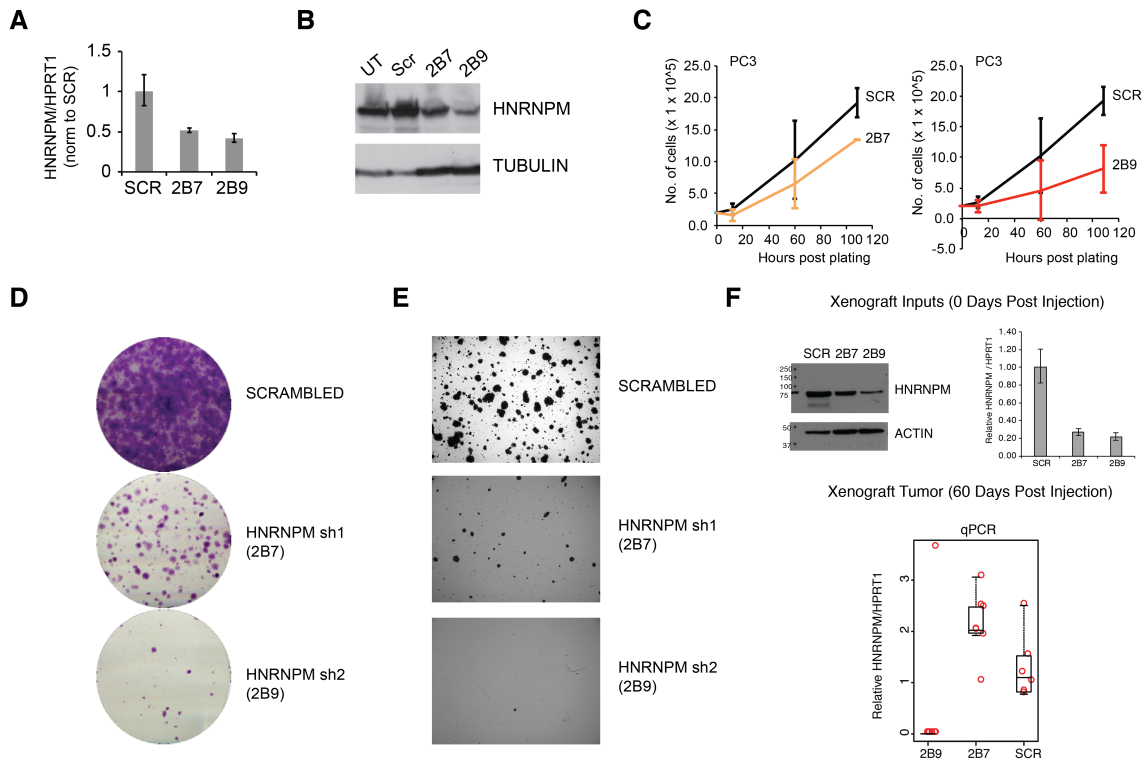 A
HNRNPM/HPRT1
(norm to SCR)
1.5
1
0.5
0
SCR 2B7 2B9
B
UT Scr 2B7 2B9
HNRNPM
TUBULIN
C
PC3
No. of cells (x 1 x 10^5)
25.0
20.0
15.0
10.0
5.0
0.0
SCR
2B7
0 20 40 60 80 100 120
Hours post plating
PC3
No. of cells (x 1 x 10^5)
25.0
20.0
15.0
10.0
5.0
0.0
-5.0
SCR
2B9
0 20 40 60 80 100 120
Hours post plating
D
SCRAMBLED
HNRNPM sh1
(2B7)
HNRNPM sh2
(2B9)
E
SCRAMBLED
HNRNPM sh1
(2B7)
HNRNPM sh2
(2B9)
F
Xenograft Inputs (0 Days Post Injection)
SCR 2B7 2B9
250
150
100
75
HNRNPM
50
37
ACTIN
Relative HNRNPM / HPRT1
1.40
1.20
1.00
0.80
0.60
0.40
0.20
0.00
SCR 2B7 2B9
Xenograft Tumor (60 Days Post Injection)
qPCR
Relative HNRNPM/HPRT1
3
2
1
0
2B9 2B7 SCR